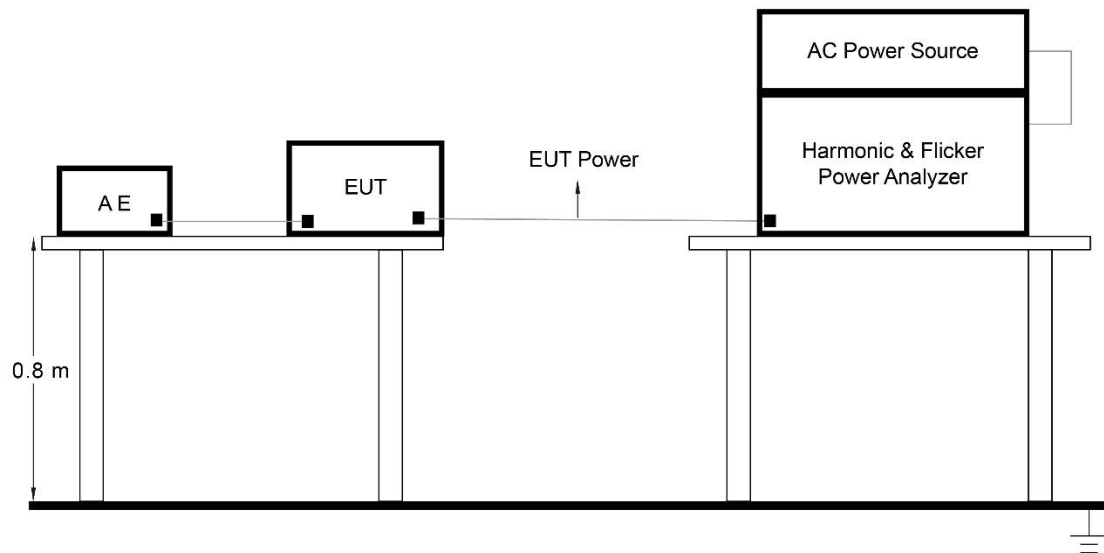 AC Power Source
Harmonic & Flicker
Power Analyzer
EUT Power
EUT
A E
0.8 m